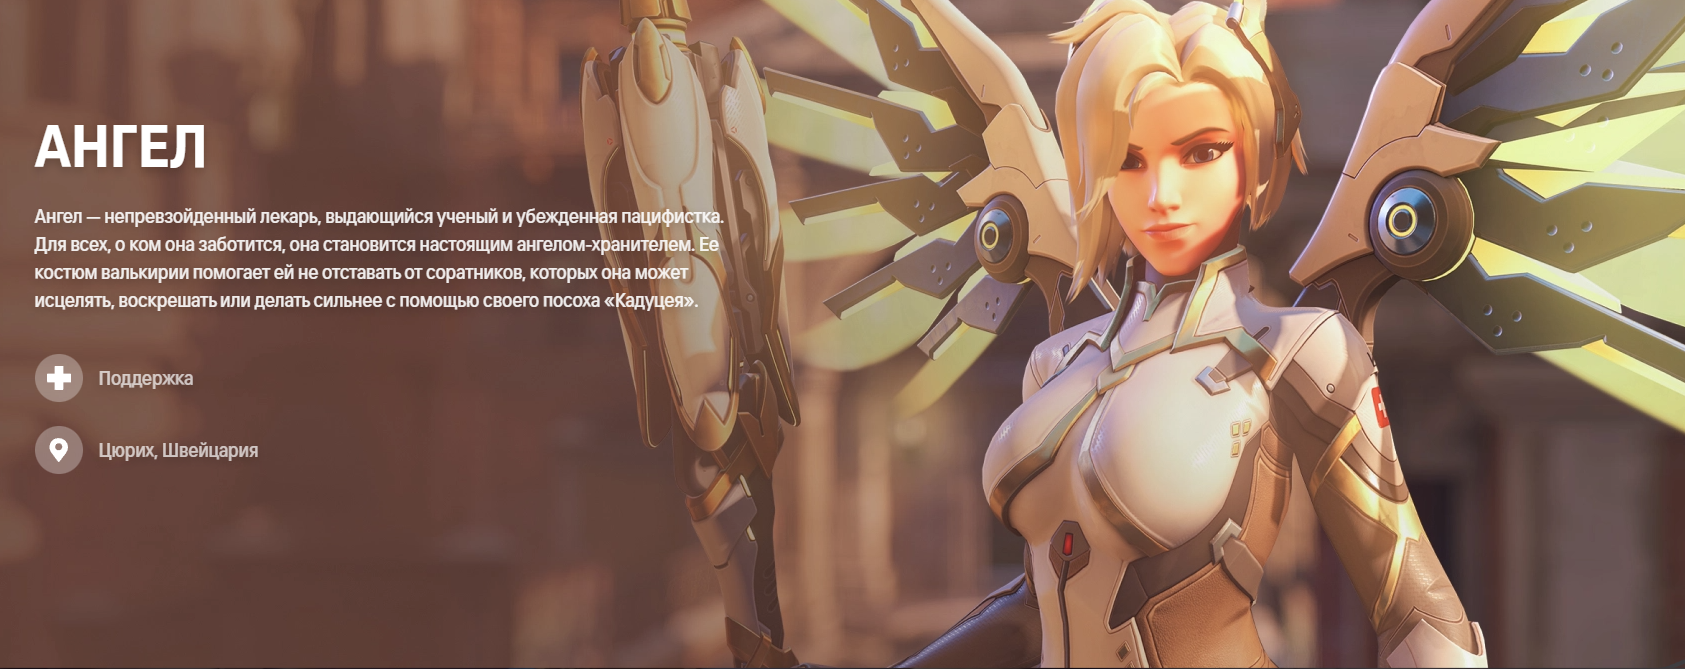 АНГЕЛ
Ангел — непревзойденный лекарь, выдающийся ученый и убежденная пацифистка.
Для всех, о ком она заботится, она становится настоящим ангелом-хранителем. Ее
костюм валькирии помогает ей не отставать от соратников, которых она может
исцелять, воскрешать или делать сильнее с помощью своего посоха «Кадуцея».
Поддержка
Цюрих, Швейцария